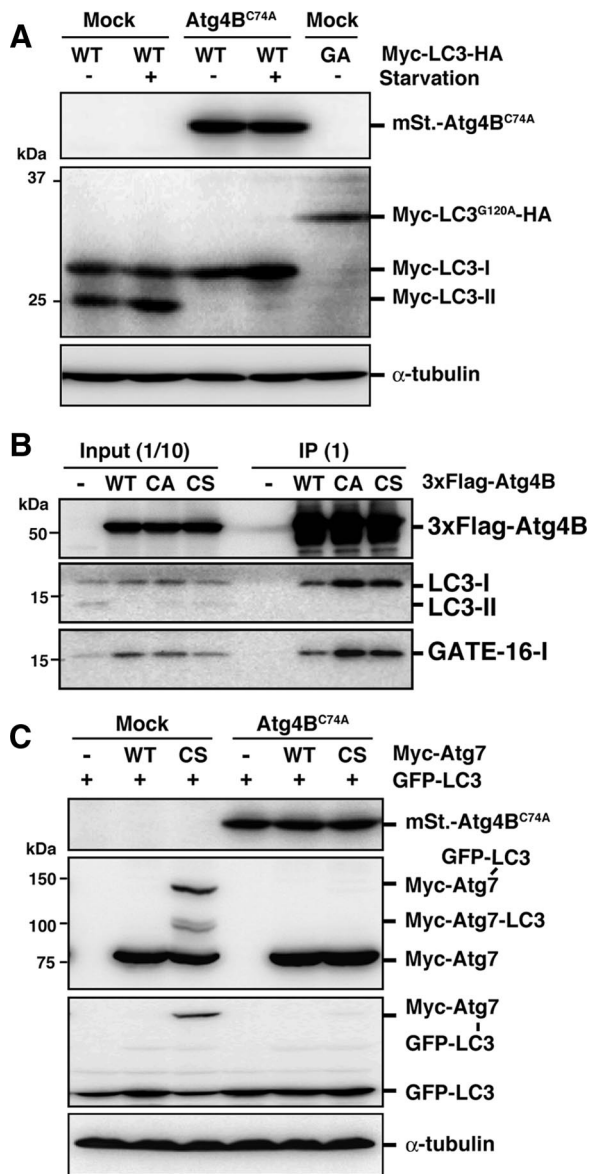 A
Mock Atg4B^C74A Mock
WT WT WT WT GA Myc-LC3-HA
- + - + - Starvation
mSt.-Atg4B^C74A
kDa
37
Myc-LC3^G120A-HA
Myc-LC3-I
25 Myc-LC3-II
α-tubulin
B
Input (1/10) IP (1)
- WT CA CS - WT CA CS 3xFlag-Atg4B
kDa
50 3xFlag-Atg4B
LC3-I
15 LC3-II
15 GATE-16-I
C
Mock Atg4B^C74A
- WT CS - WT CS Myc-Atg7
+ + + + + + GFP-LC3
mSt.-Atg4B^C74A
kDa
GFP-LC3
150 Myc-Atg7
100 Myc-Atg7-LC3
75 Myc-Atg7
Myc-Atg7
GFP-LC3
GFP-LC3
α-tubulin